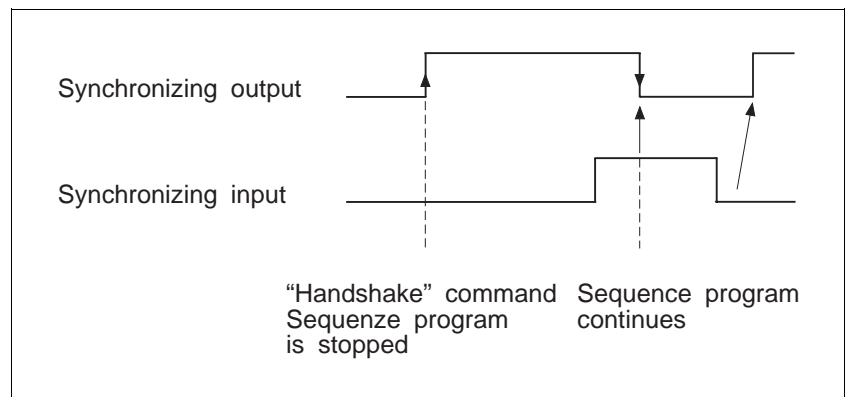 Synchronizing output
Synchronizing input
“Handshake” command
Sequenze program
is stopped
Sequence program
continues